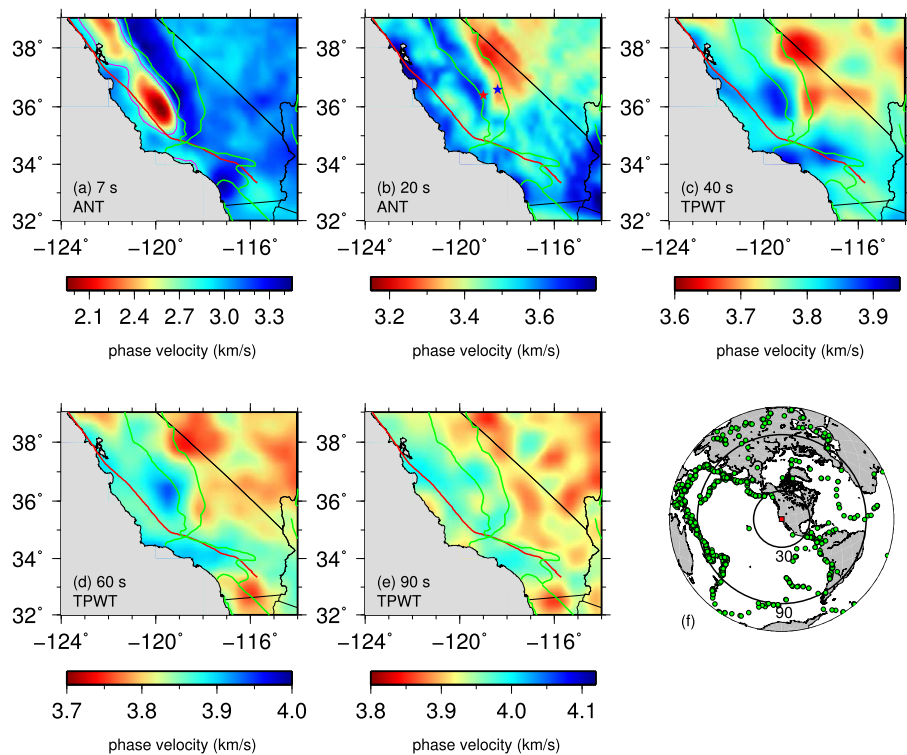 38° 38° 38°
36° 36° 36°
34° 34° 34°
(a) 7 s (b) 20 s (c) 40 s
ANT ANT TPWT
32° 32° 32°
−124° −120° −116° −124° −120° −116° −124° −120° −116°
2.1 2.4 2.7 3.0 3.3 3.2 3.4 3.6 3.6 3.7 3.8 3.9
phase velocity (km/s) phase velocity (km/s) phase velocity (km/s)
38° 38°
36° 36°
30
34° 34°
(d) 60 s (e) 90 s
TPWT TPWT
90
(f)
32° 32°
−124° −120° −116° −124° −120° −116°
3.7 3.8 3.9 4.0 3.8 3.9 4.0 4.1
phase velocity (km/s) phase velocity (km/s)